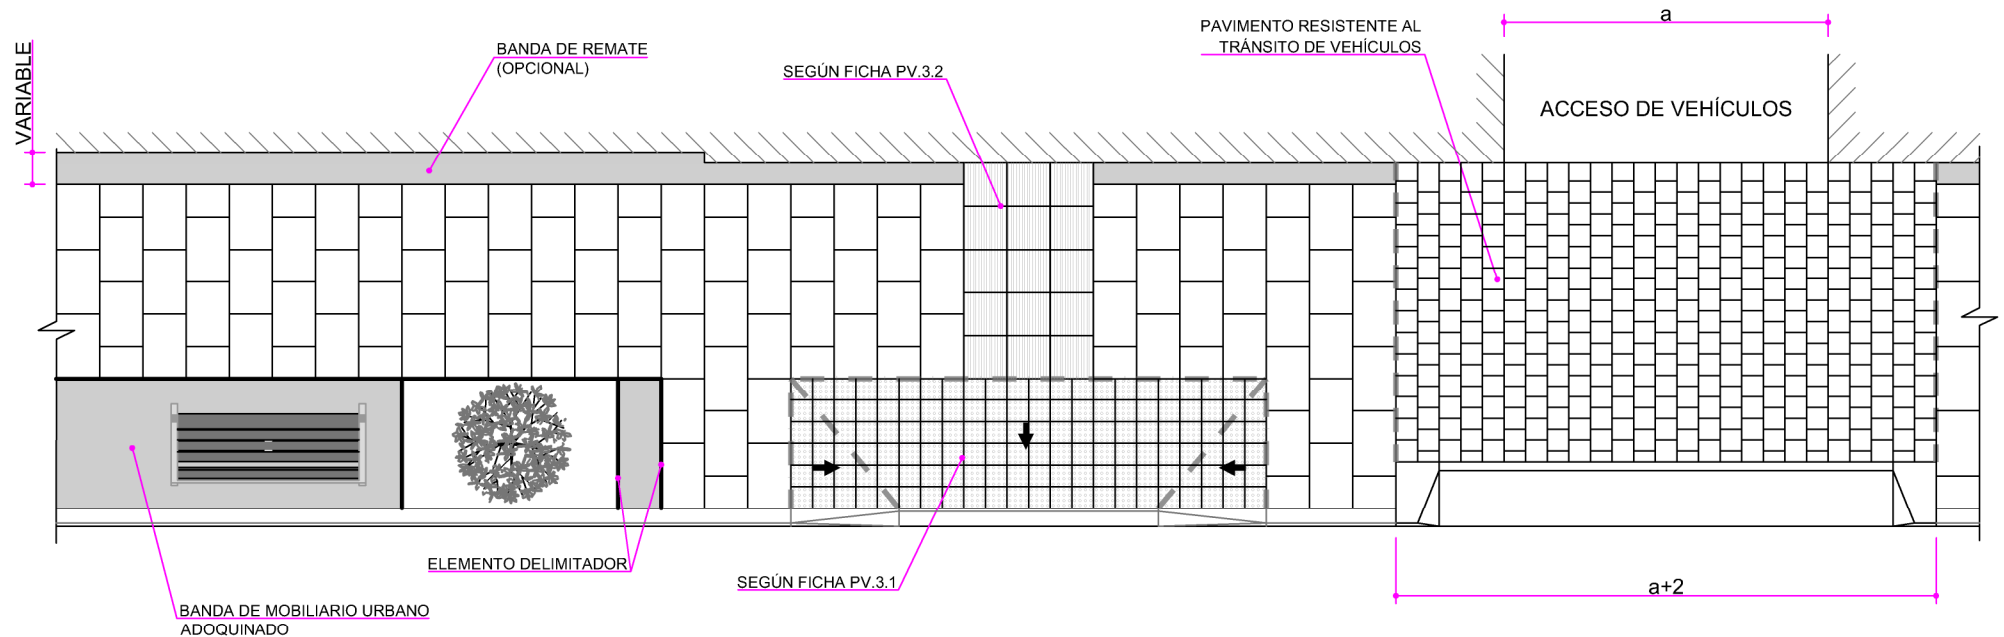 VARIABLE
BANDA DE REMATE
(OPCIONAL)
SEGÚN FICHA PV.3.2
PAVIMENTO RESISTENTE AL
TRÁNSITO DE VEHÍCULOS
a
ACCESO DE VEHÍCULOS
ELEMENTO DELIMITADOR
SEGÚN FICHA PV.3.1
a+2
BANDA DE MOBILIARIO URBANO
ADOQUINADO